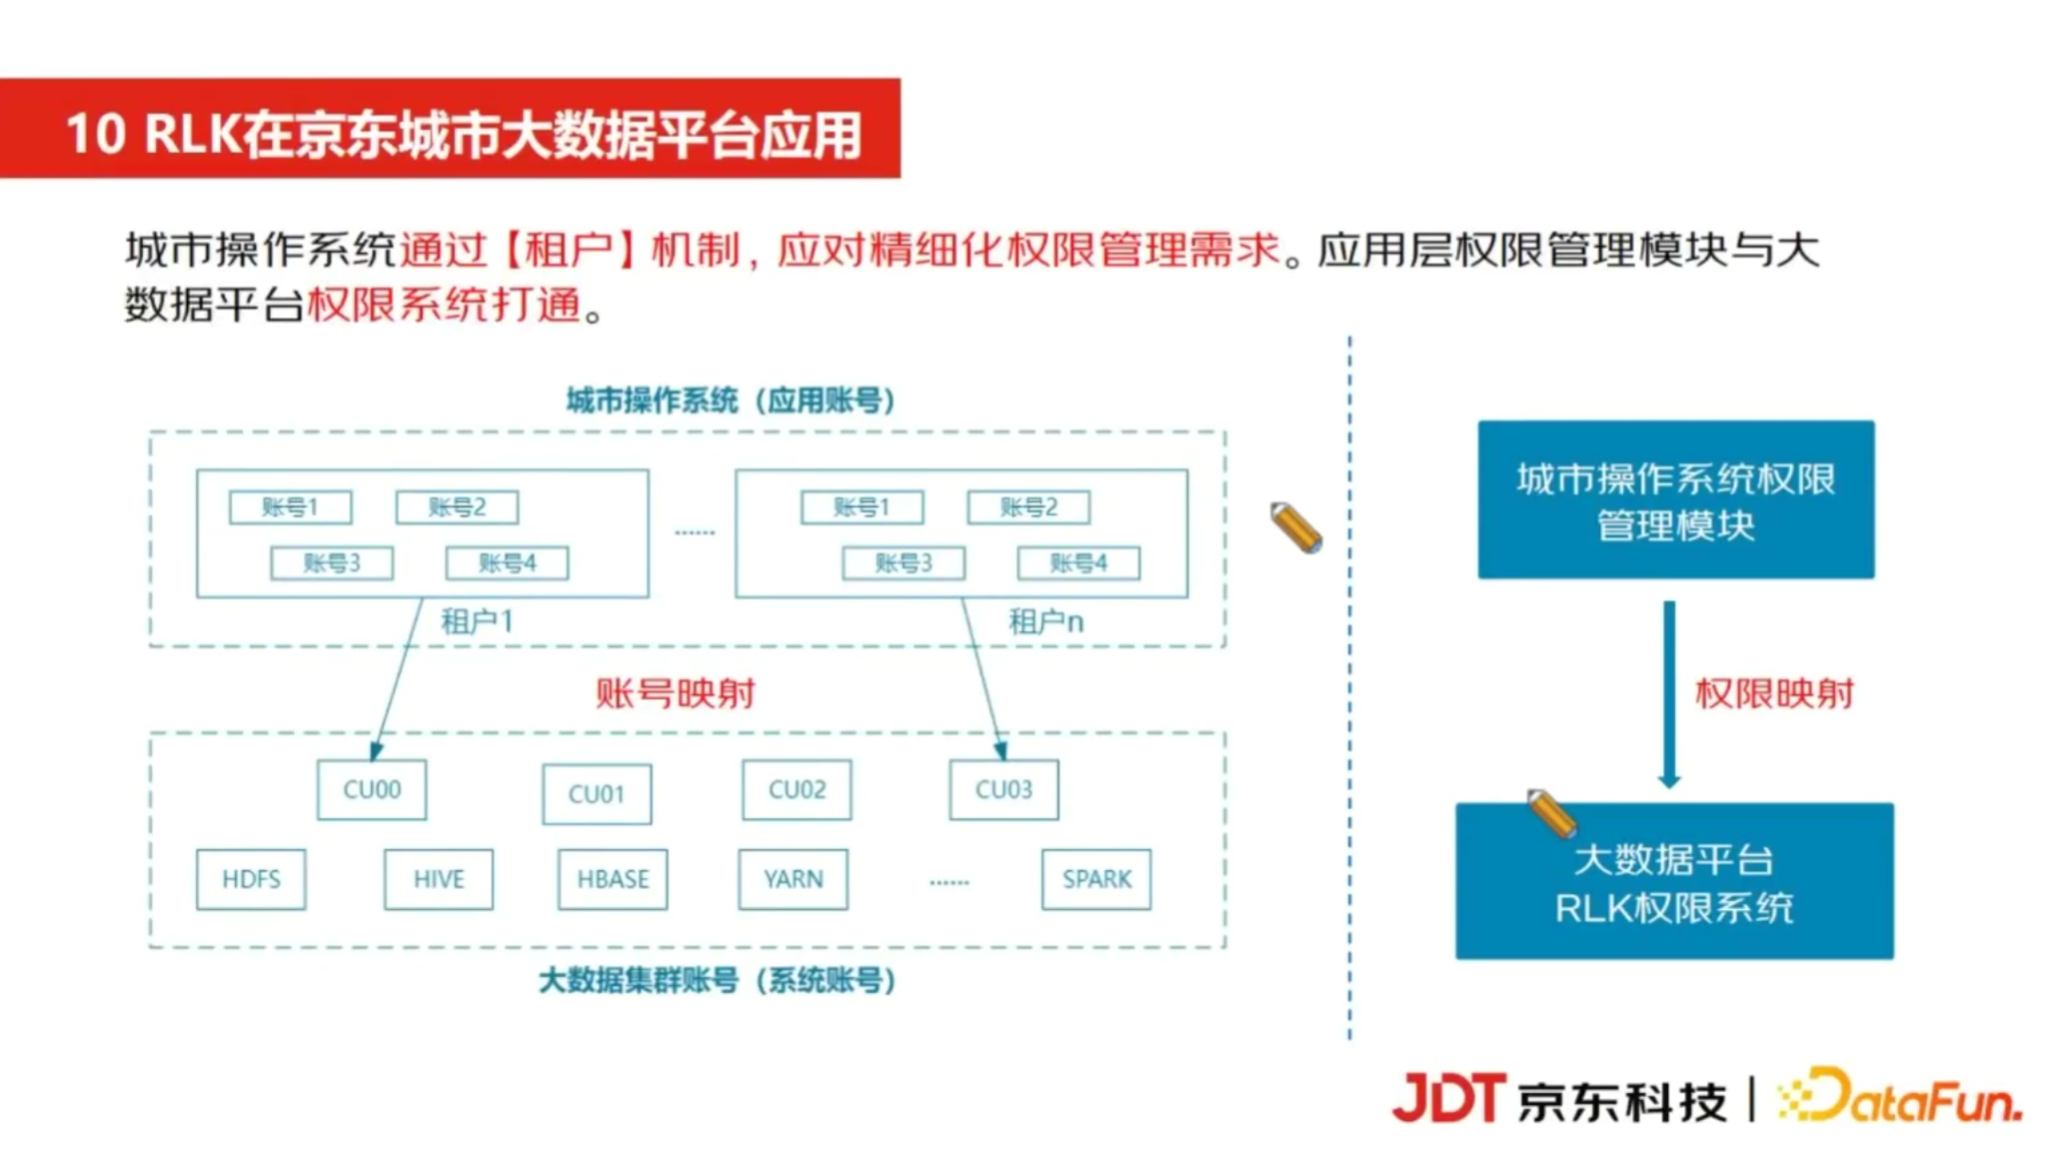 10 RLK在京东城市大数据平台应用
城市操作系统通过【租户】机制，应对精细化权限管理需求。应用层权限管理模块与大
数据平台权限系统打通。
城市操作系统（应用账号）
账号1 账号2
账号3 账号4
租户1
......
账号1 账号2
账号3 账号4
租户n
账号映射
CU00 CU01 CU02 CU03
HDFS HIVE HBASE YARN ...... SPARK
大数据集群账号（系统账号）
城市操作系统权限
管理模块
权限映射
大数据平台
RLK权限系统
JDT 京东科技 | DataFun.